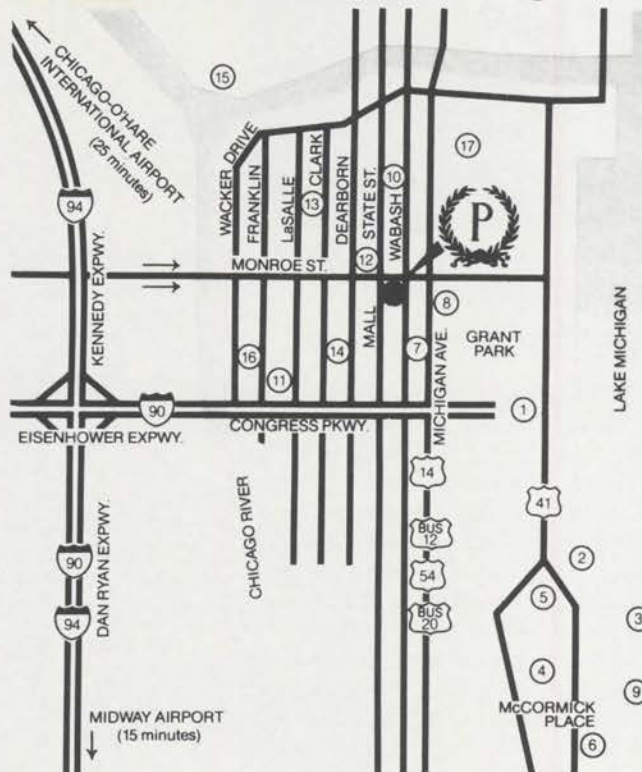 15
CHICAGO-O'HARE
INTERNATIONAL AIRPORT
(25 minutes)
94
KENNEDY EXPWY.
WACKER DRIVE
FRANKLIN
LaSALLE
CLARK
13
DEARBORN
STATE ST.
10
WABASH
17
P
12
MONROE ST.
8
MALL
GRANT
PARK
LAKE MICHIGAN
16
11
14
7
MICHIGAN AVE.
90
CONGRESS PKWY.
1
EISENHOWER EXPWY.
14
41
CHICAGO RIVER
BUS
12
90
DAN RYAN EXPWY.
2
54
5
94
BUS
20
3
4
9
McCORMICK
PLACE
MIDWAY AIRPORT
(15 minutes)
6